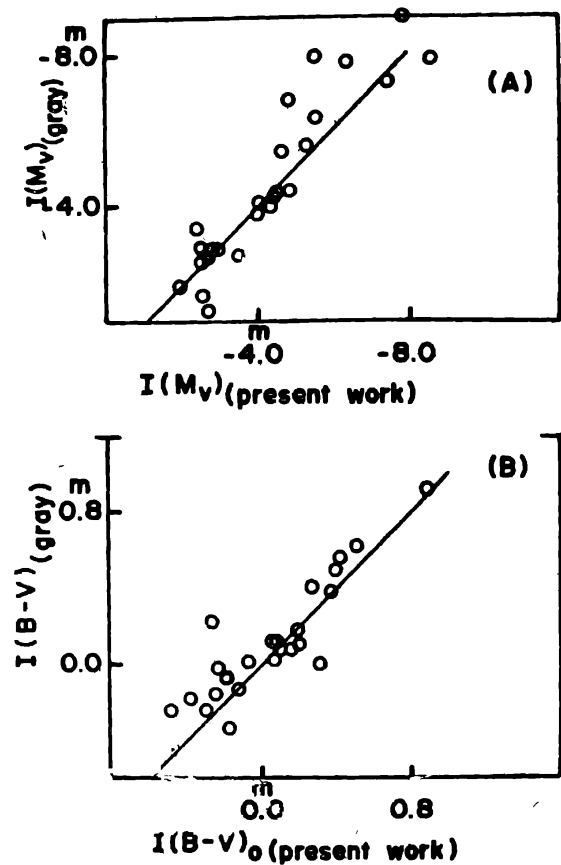 m
-8.0
(A)
I(Mv)(gray)
-4.0
m
-4.0
-8.0
I(Mv)(present work)
(B)
m
0.8
I(B-V)(gray)
0.0
m
0.0
0.8
I(B-V)o(present work)